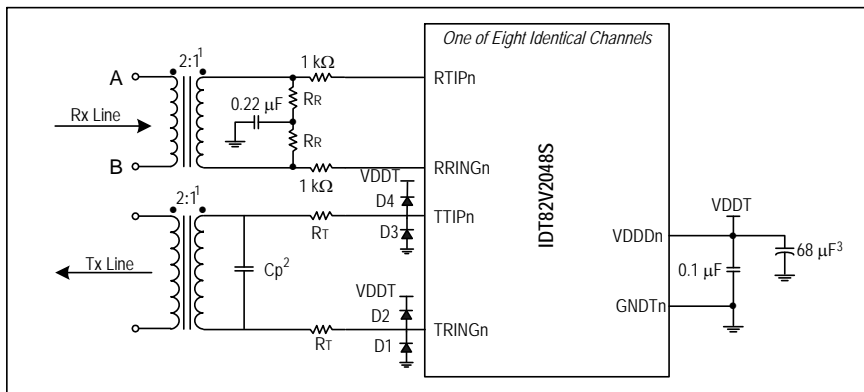 One of Eight Identical Channels
2:1¹
1 kΩ
A
RTIPn
RR
0.22 µF
Rx Line
RR
B
RRINGn
1 kΩ
VDDT
2:1¹
D4
TTIPn
RT
D3
Tx Line
Cp²
VDDT
D2
TRINGn
RT
D1
IDT82V2048S
VDDT
VDDDn
68 µF³
0.1 µF
GNDTn